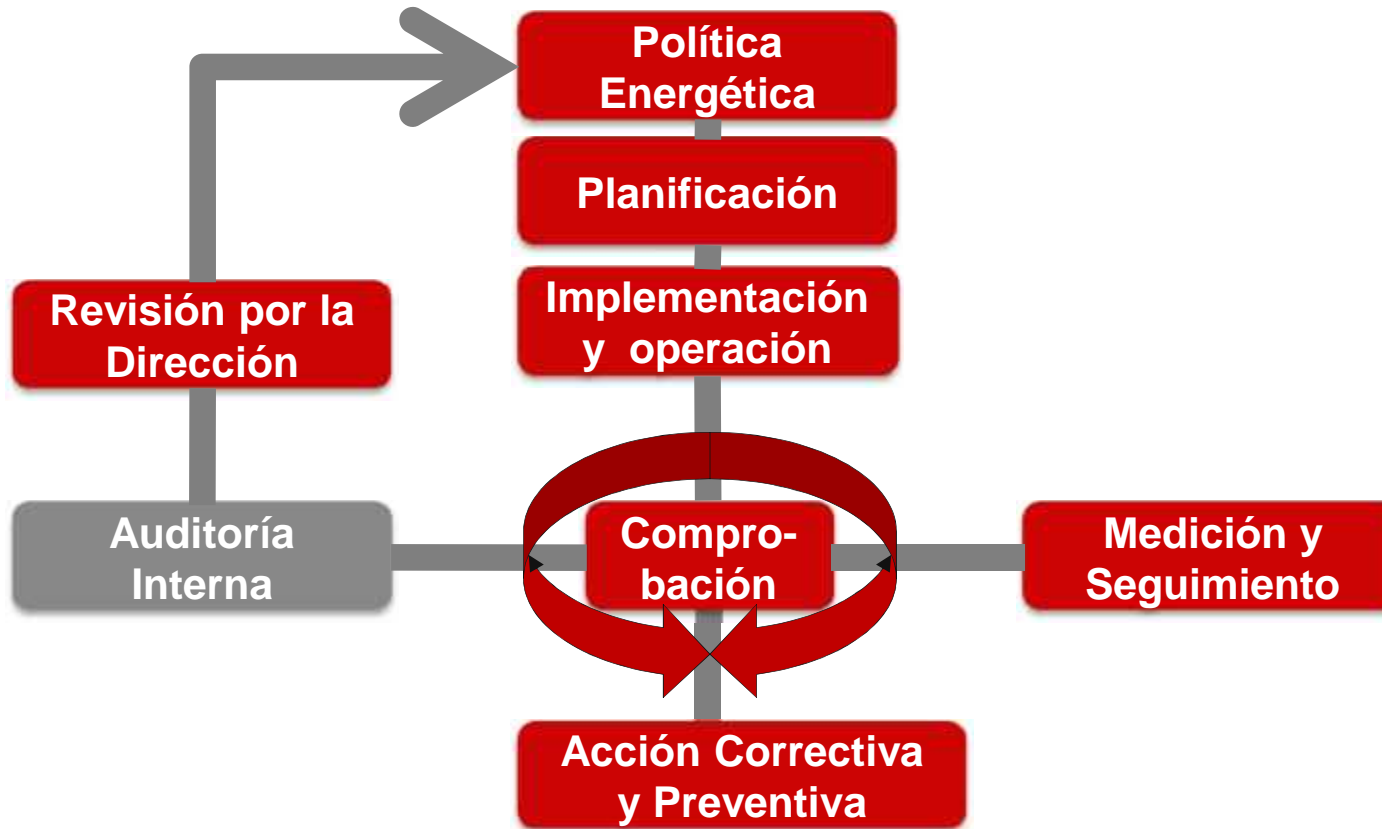 Política
Energética
Planificación
Implementación
y operación
Revisión por la
Dirección
Auditoría
Interna
Compro-
bación
Medición y
Seguimiento
Acción Correctiva
y Preventiva